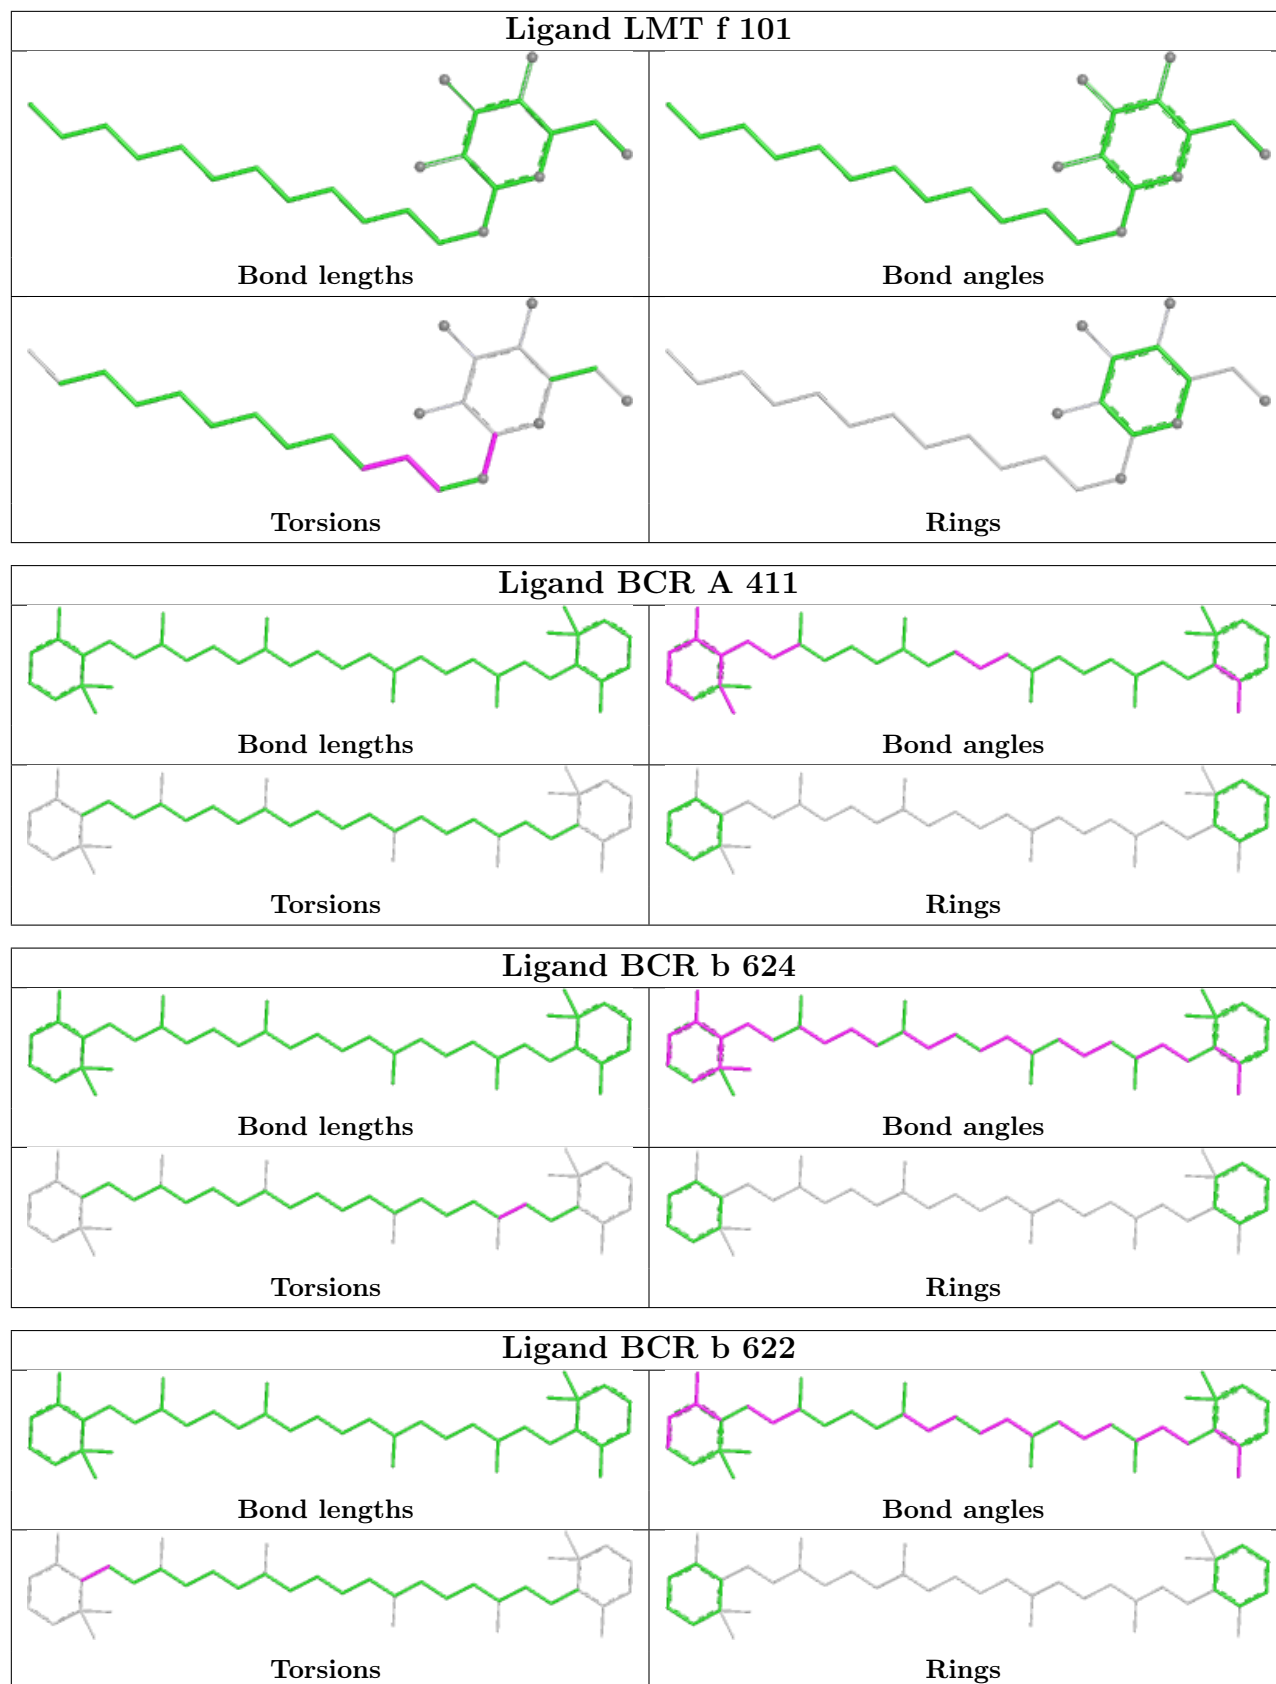 Ligand LMT f 101
Bond lengths
Bond angles
Torsions
Rings
Ligand BCR A 411
Bond lengths
Bond angles
Torsions
Rings
Ligand BCR b 624
Bond lengths
Bond angles
Torsions
Rings
Ligand BCR b 622
Bond lengths
Bond angles
Torsions
Rings